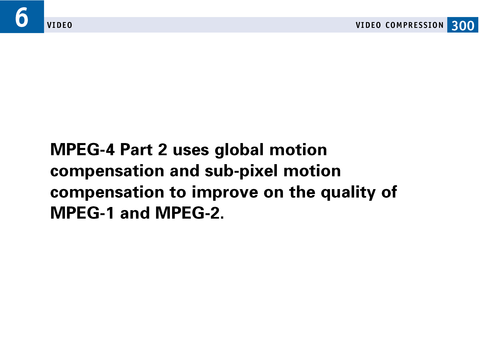 6
VIDEO
VIDEO COMPRESSION 300
MPEG-4 Part 2 uses global motion
compensation and sub-pixel motion
compensation to improve on the quality of
MPEG-1 and MPEG-2.